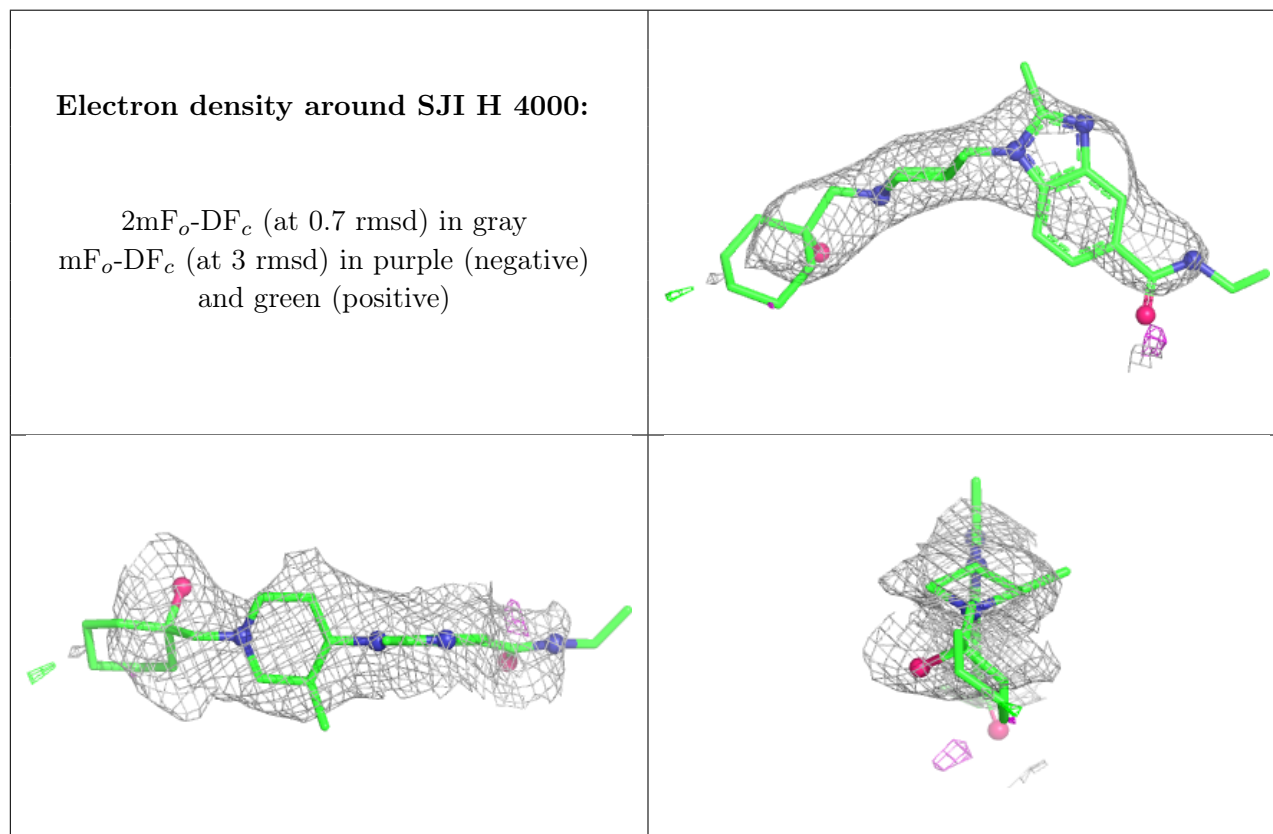 Electron density around SJI H 4000:
2mFₒ-DF𝒸 (at 0.7 rmsd) in gray
mFₒ-DF𝒸 (at 3 rmsd) in purple (negative)
and green (positive)